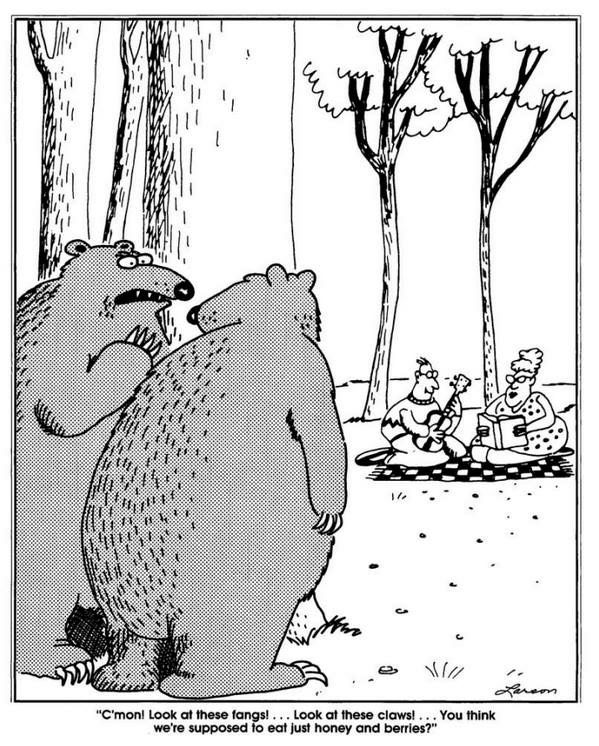 Larson
"C'mon! Look at these fangs! . . . Look at these claws! . . . You think
we're supposed to eat just honey and berries?"